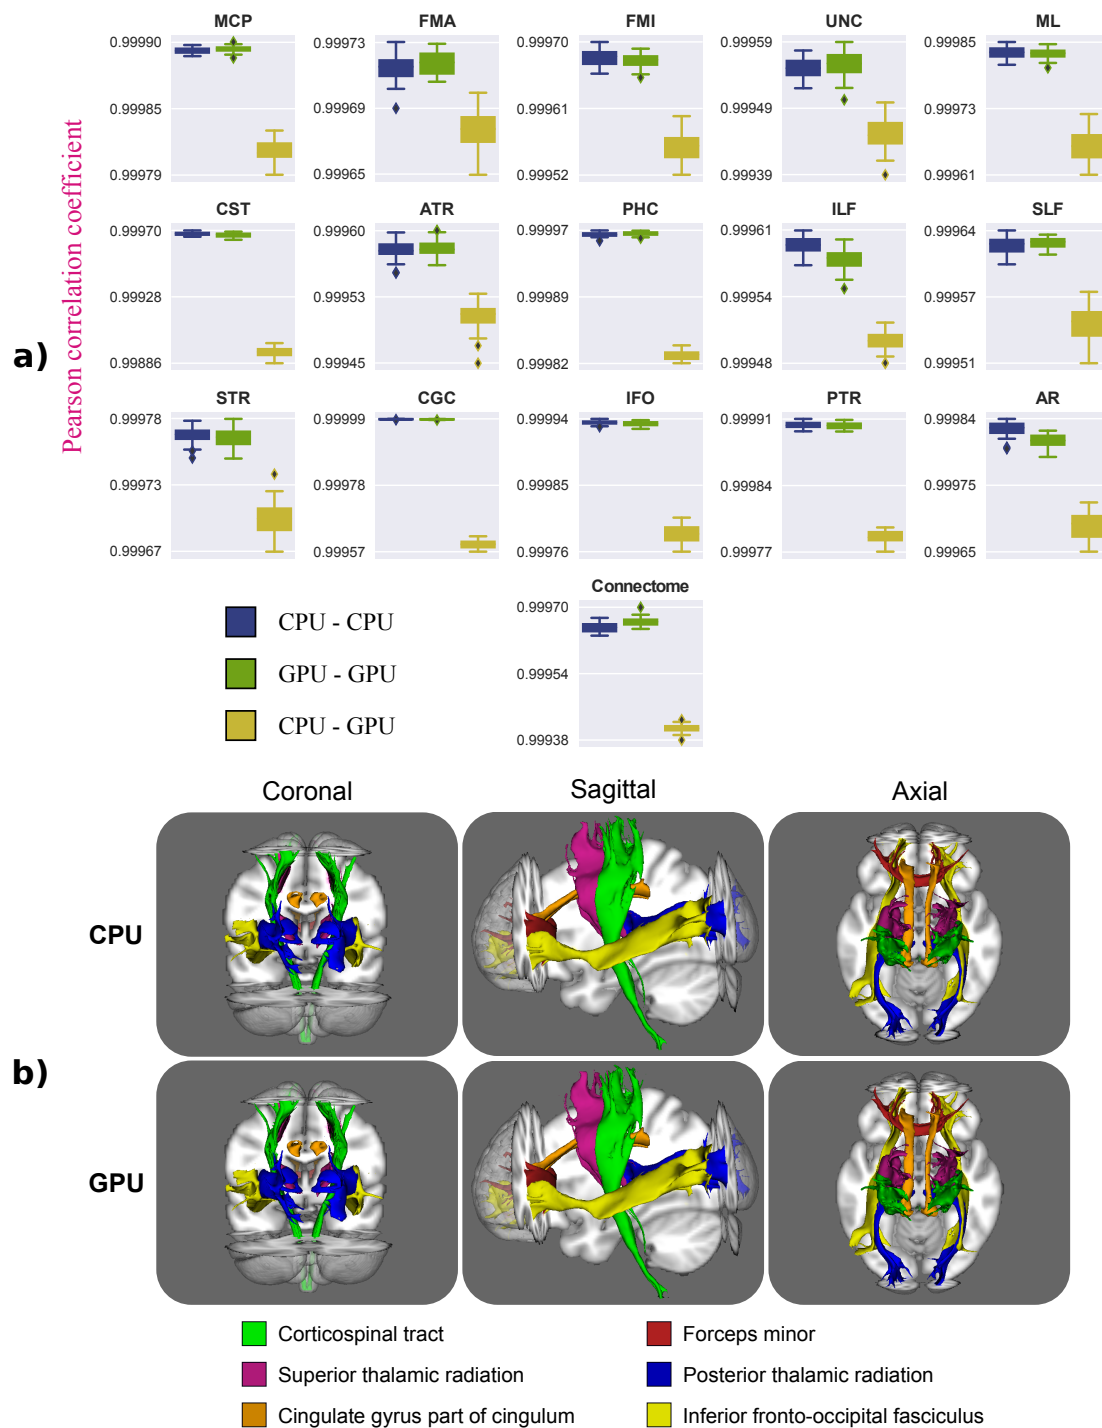 MCP FMA FMI UNC ML
0.99990 0.99973 0.99970 0.99959 0.99985
0.99985 0.99969 0.99961 0.99949 0.99973
0.99979 0.99965 0.99952 0.99939 0.99961
Pearson correlation coefficient
a)
CST ATR PHC ILF SLF
0.99970 0.99960 0.99997 0.99961 0.99964
0.99928 0.99953 0.99989 0.99954 0.99957
0.99886 0.99945 0.99982 0.99948 0.99951
STR CGC IFO PTR AR
0.99978 0.99999 0.99994 0.99991 0.99984
0.99973 0.99978 0.99985 0.99984 0.99975
0.99967 0.99957 0.99976 0.99977 0.99965
Connectome
0.99970
0.99954
0.99938
CPU - CPU
GPU - GPU
CPU - GPU
Coronal Sagittal Axial
CPU
b)
GPU
Corticospinal tract
Superior thalamic radiation
Cingulate gyrus part of cingulum
Forceps minor
Posterior thalamic radiation
Inferior fronto-occipital fasciculus